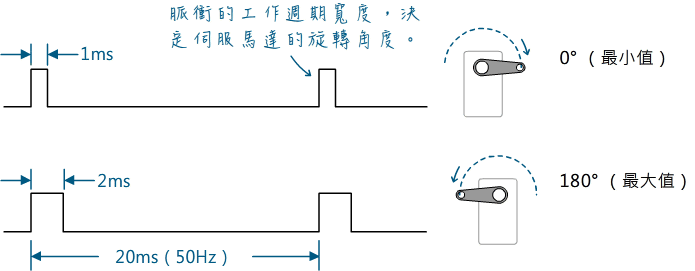 脈衝的工作週期寬度，決
定伺服馬達的旋轉角度。
1ms
0°（最小值）
2ms
180°（最大值）
20ms（50Hz）